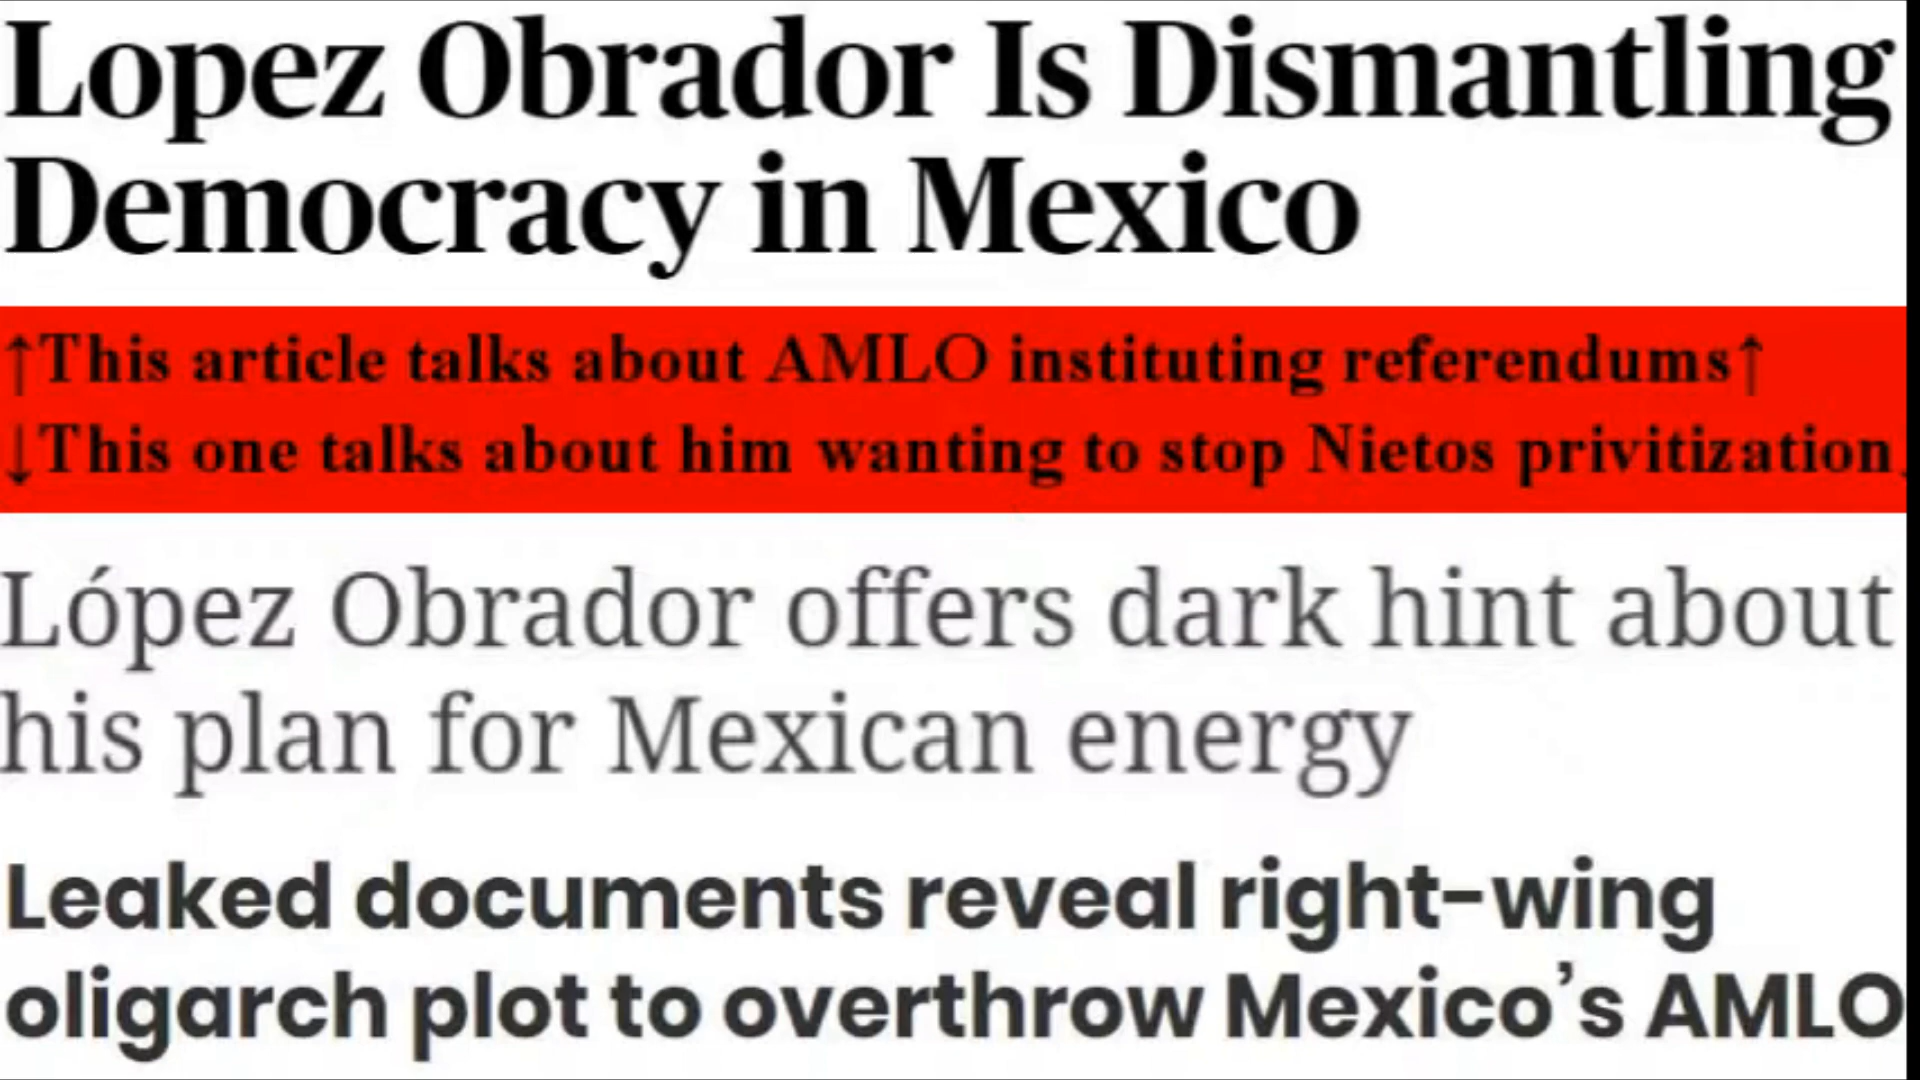 Lopez Obrador Is Dismantling
Democracy in Mexico
↑This article talks about AMLO instituting referendums↑
↓This one talks about him wanting to stop Nietos privitization
López Obrador offers dark hint about
his plan for Mexican energy
Leaked documents reveal right-wing
oligarch plot to overthrow Mexico's AMLO